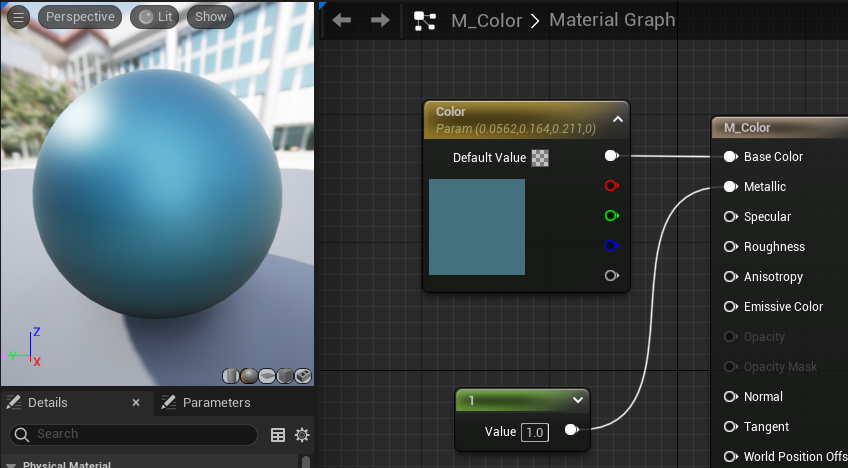 Perspective Lit Show
M_Color > Material Graph
Color
Param (0.0562,0.164,0.211,0)
Default Value
M_Color
Base Color
Metallic
Specular
Roughness
Anisotropy
Emissive Color
Opacity
Opacity Mask
Normal
Tangent
World Position Offs
1
Value 1.0
Z
Y
X
Details × Parameters
Search
Physical Material